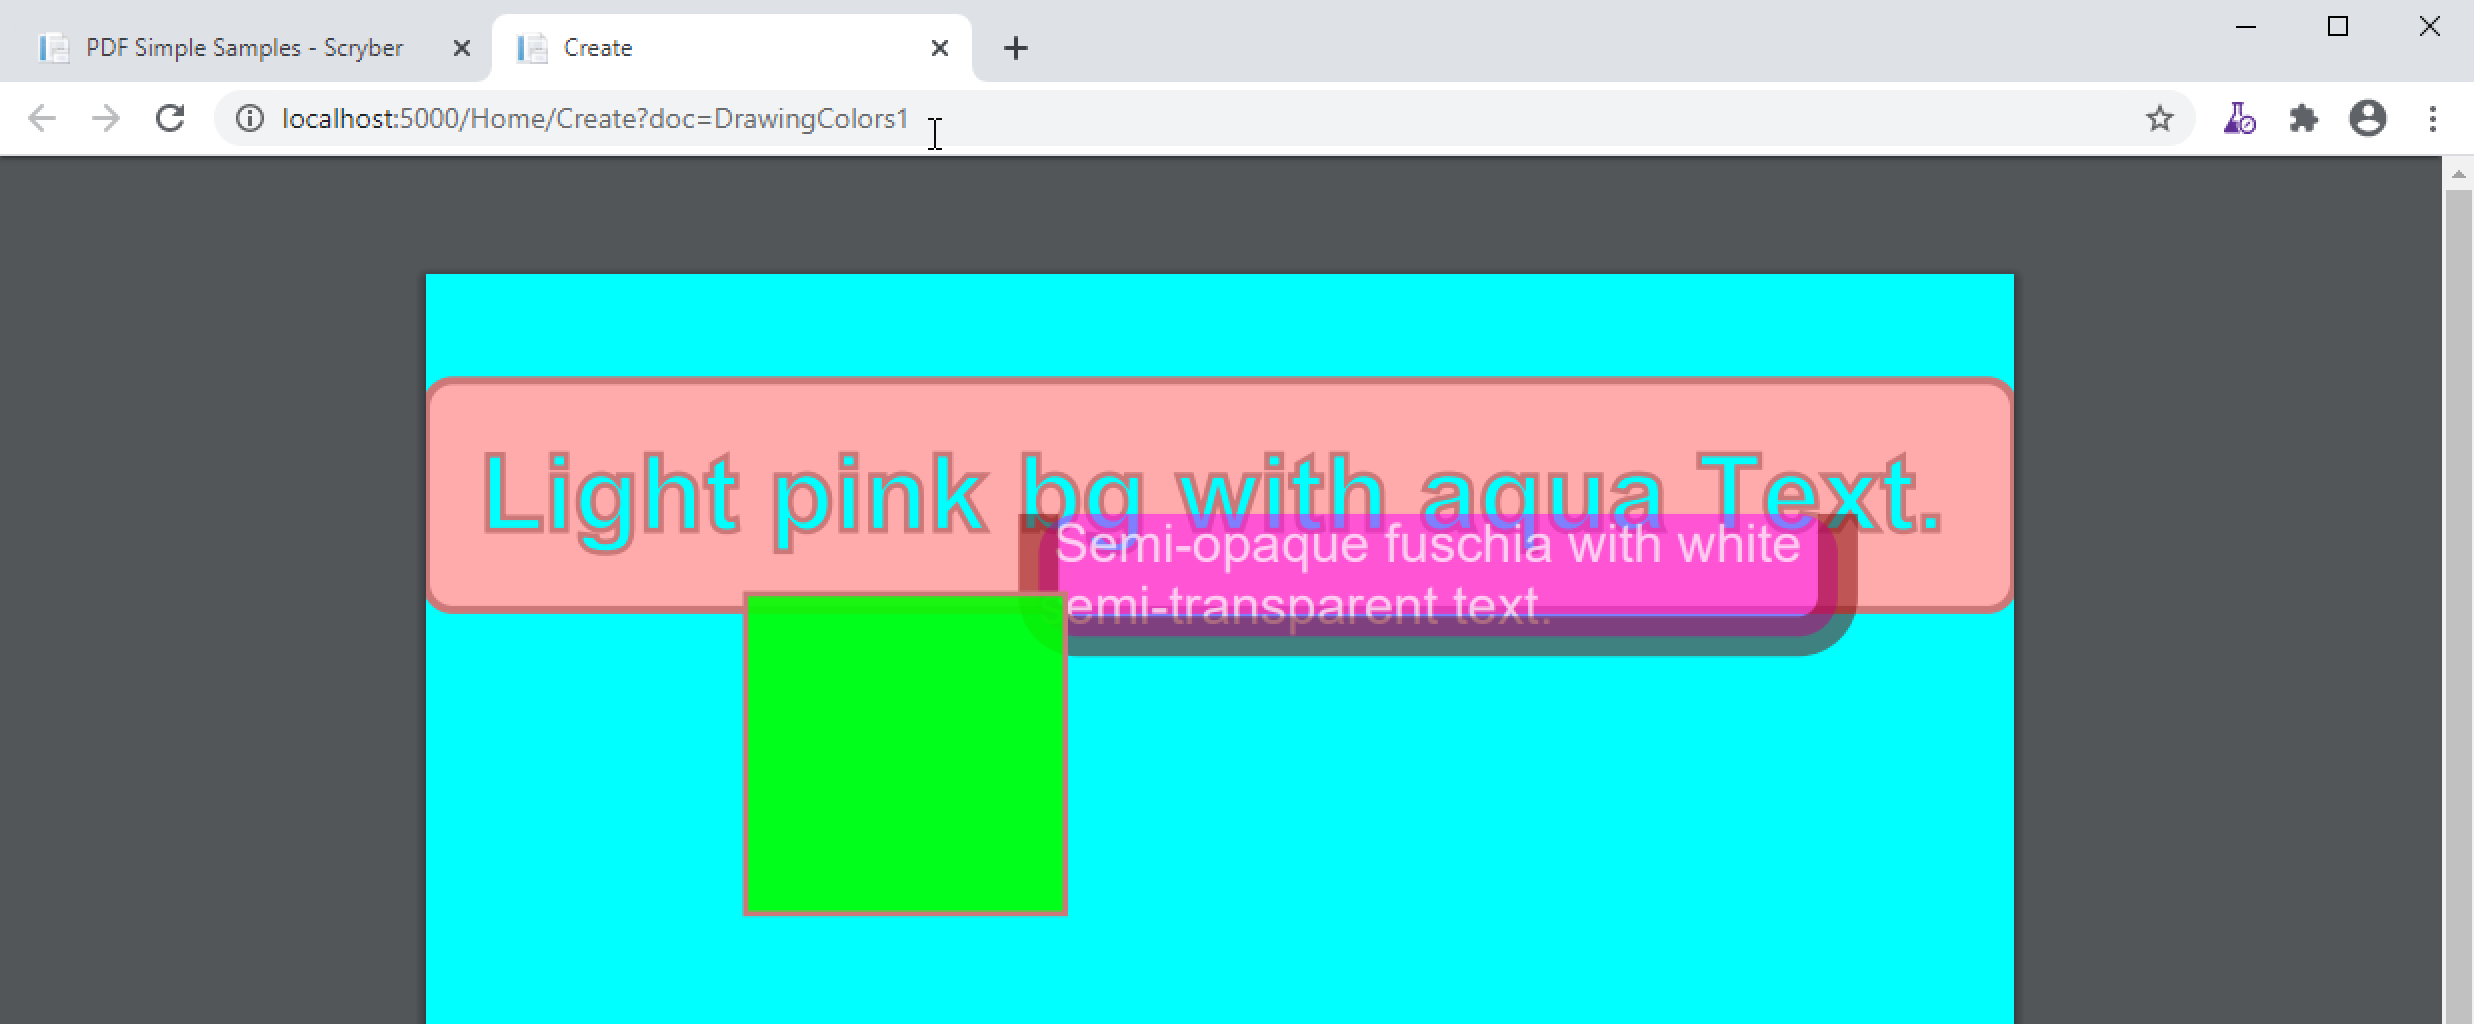 PDF Simple Samples - Scryber
Create
localhost:5000/Home/Create?doc=DrawingColors1
Light pink bg with aqua Text.
Semi-opaque fuschia with white
semi-transparent text.